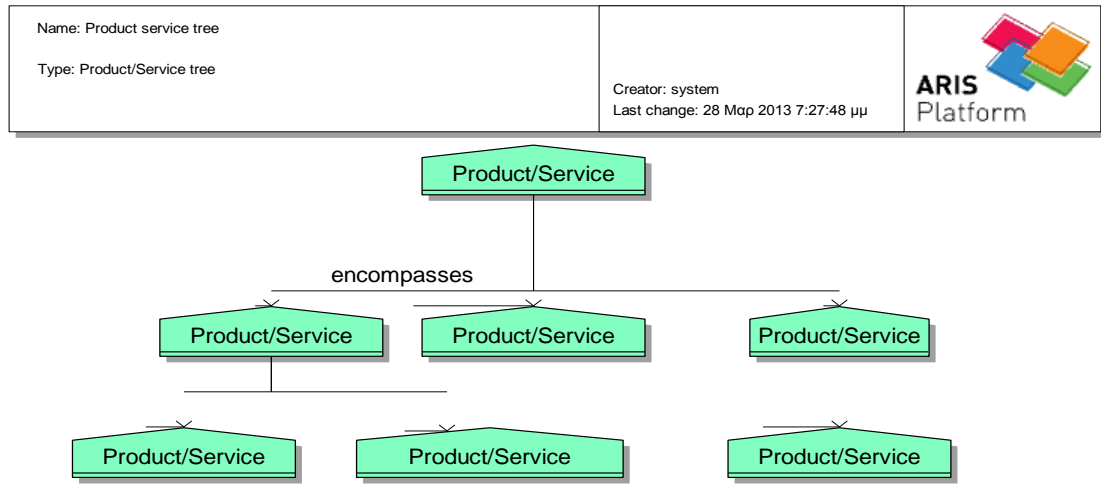 Name: Product service tree
Type: Product/Service tree
Creator: system
Last change: 28 Μαρ 2013 7:27:48 μμ
ARIS
Platform
Product/Service
encompasses
Product/Service
Product/Service
Product/Service
Product/Service
Product/Service
Product/Service